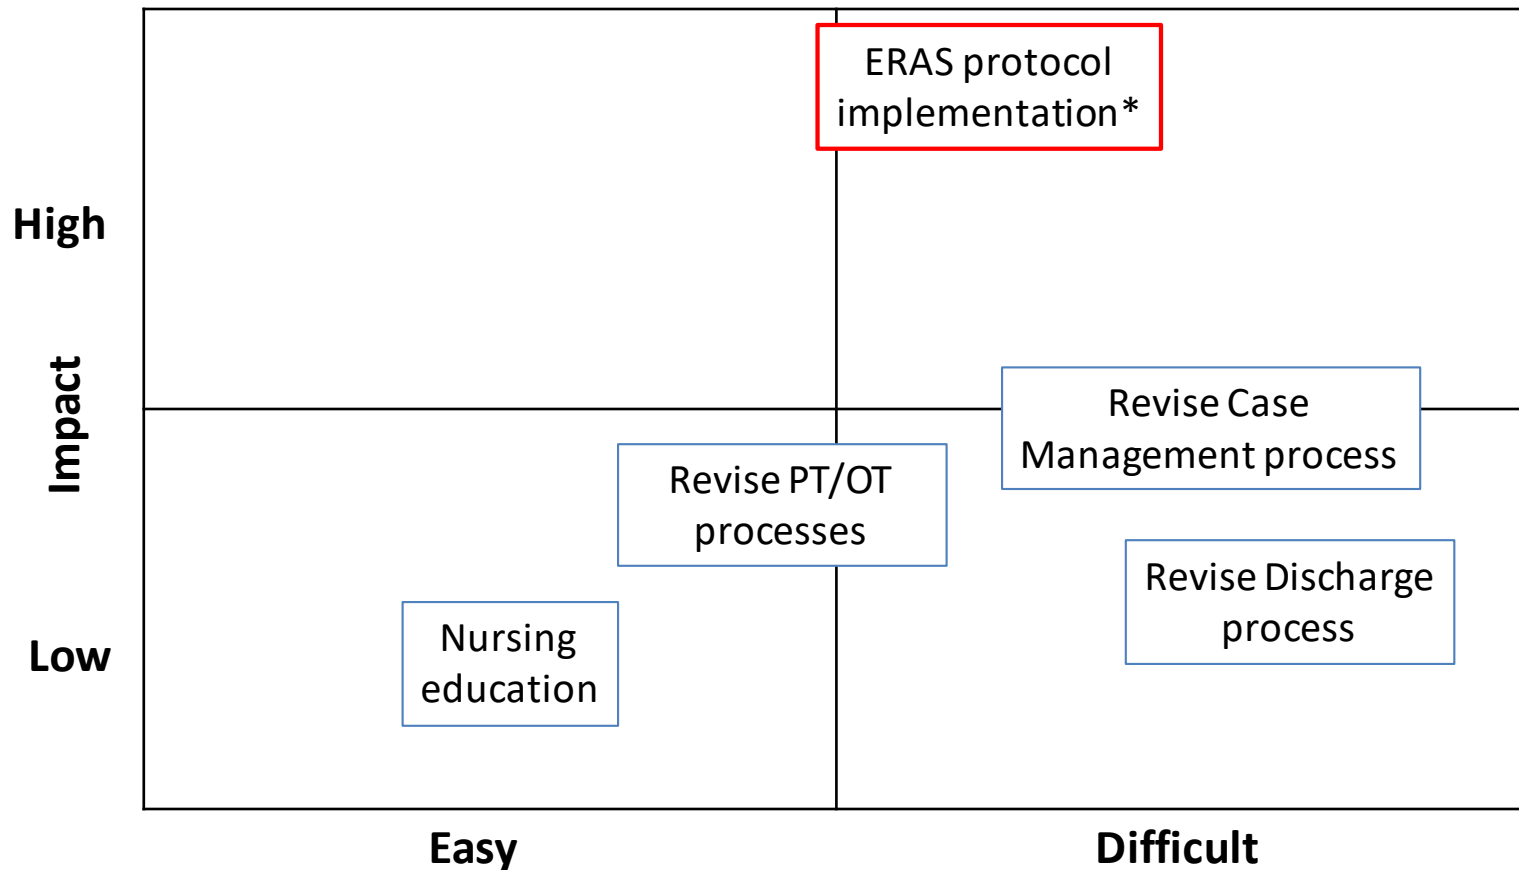 ERAS protocol
implementation*
High
Impact
Revise Case
Management process
Revise PT/OT
processes
Revise Discharge
process
Nursing
education
Low
Easy
Difficult